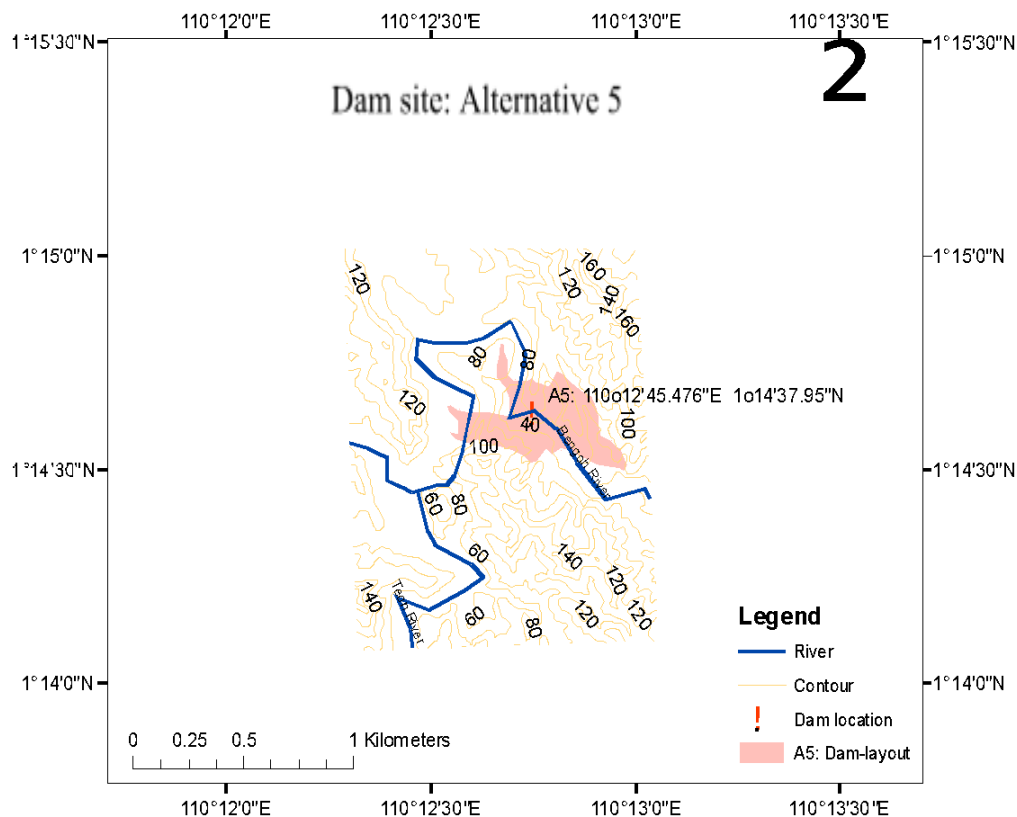 110°12'0"E 110°12'30"E 110°13'0"E 110°13'30"E
1°15'30"N 1°15'30"N
2
Dam site: Alternative 5
1°15'0"N 1°15'0"N
120 160 120 140 160
80 80
120
A5: 110o12'45.476"E 1o14'37.95"N
40 100
100
Bengoh River
1°14'30"N 1°14'30"N
60 80
60 140 120
140 60 80 120 120
Teng River
Legend
River
Contour
Dam location
A5: Dam-layout
1°14'0"N 1°14'0"N
0 0.25 0.5 1 Kilometers
110°12'0"E 110°12'30"E 110°13'0"E 110°13'30"E